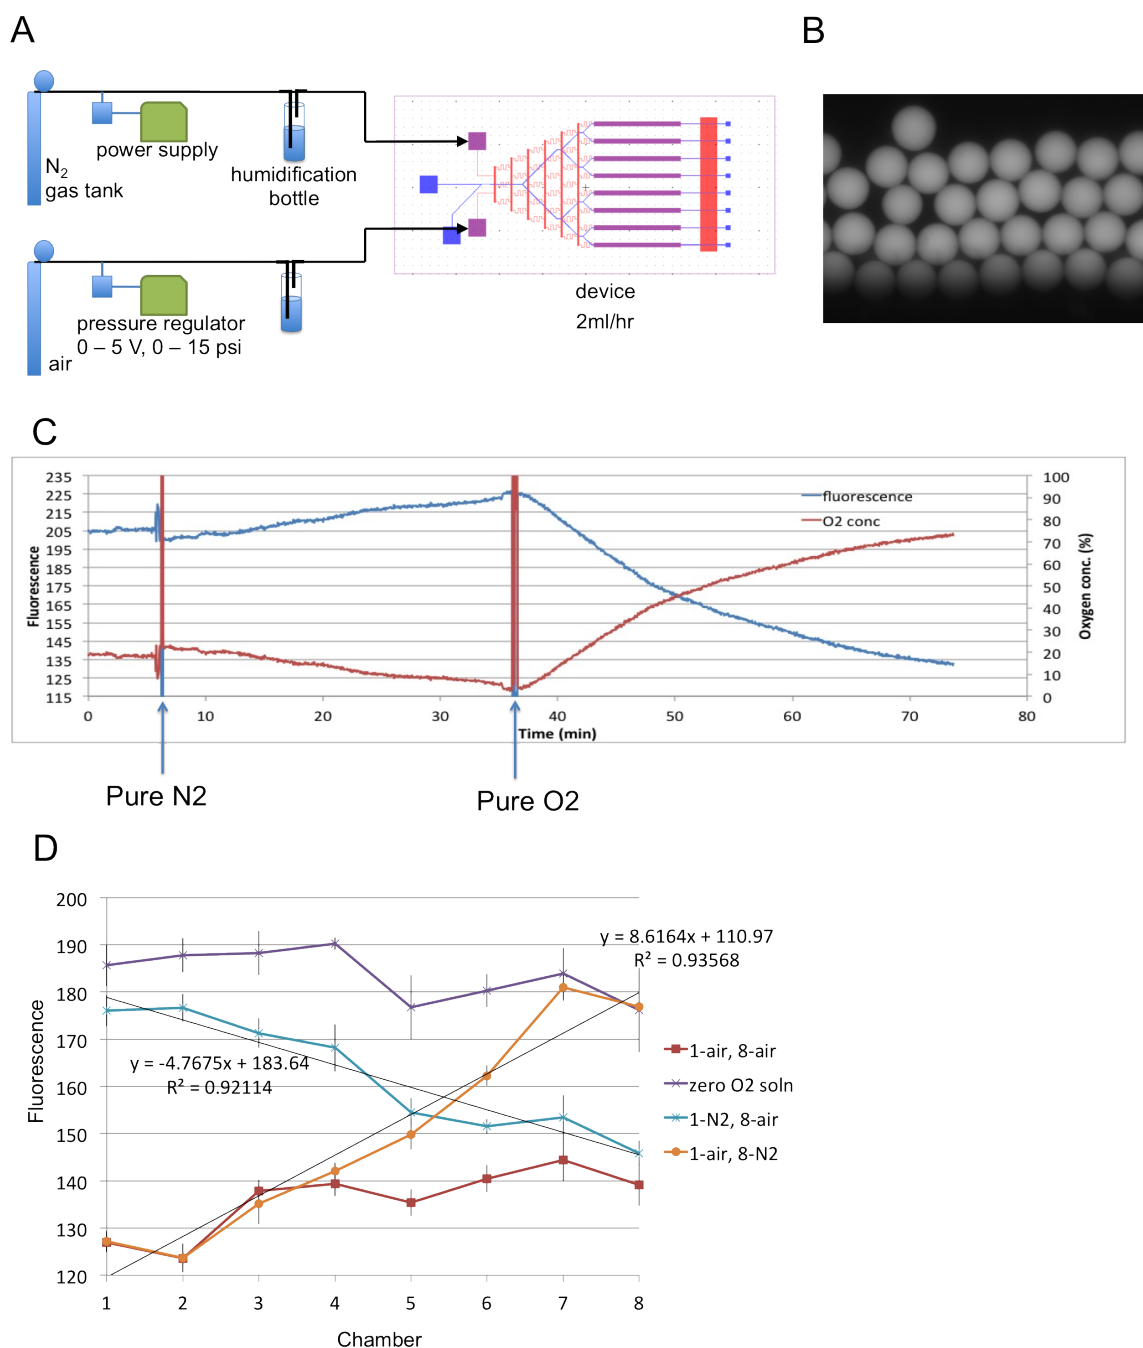 A
B
N2
gas tank
power supply
humidification
bottle
air
pressure regulator
0 – 5 V, 0 – 15 psi
device
2ml/hr
C
Fluorescence
235
225
215
205
195
185
175
165
155
145
135
125
115
100
90
80
70
60
50
40
30
20
10
0
Oxygen conc. (%)
fluorescence
O2 conc
0 10 20 30 40 50 60 70 80
Time (min)
Pure N2
Pure O2
D
Fluorescence
200
190
180
170
160
150
140
130
120
y = 8.6164x + 110.97
R² = 0.93568
y = -4.7675x + 183.64
R² = 0.92114
1-air, 8-air
zero O2 soln
1-N2, 8-air
1-air, 8-N2
1 2 3 4 5 6 7 8
Chamber